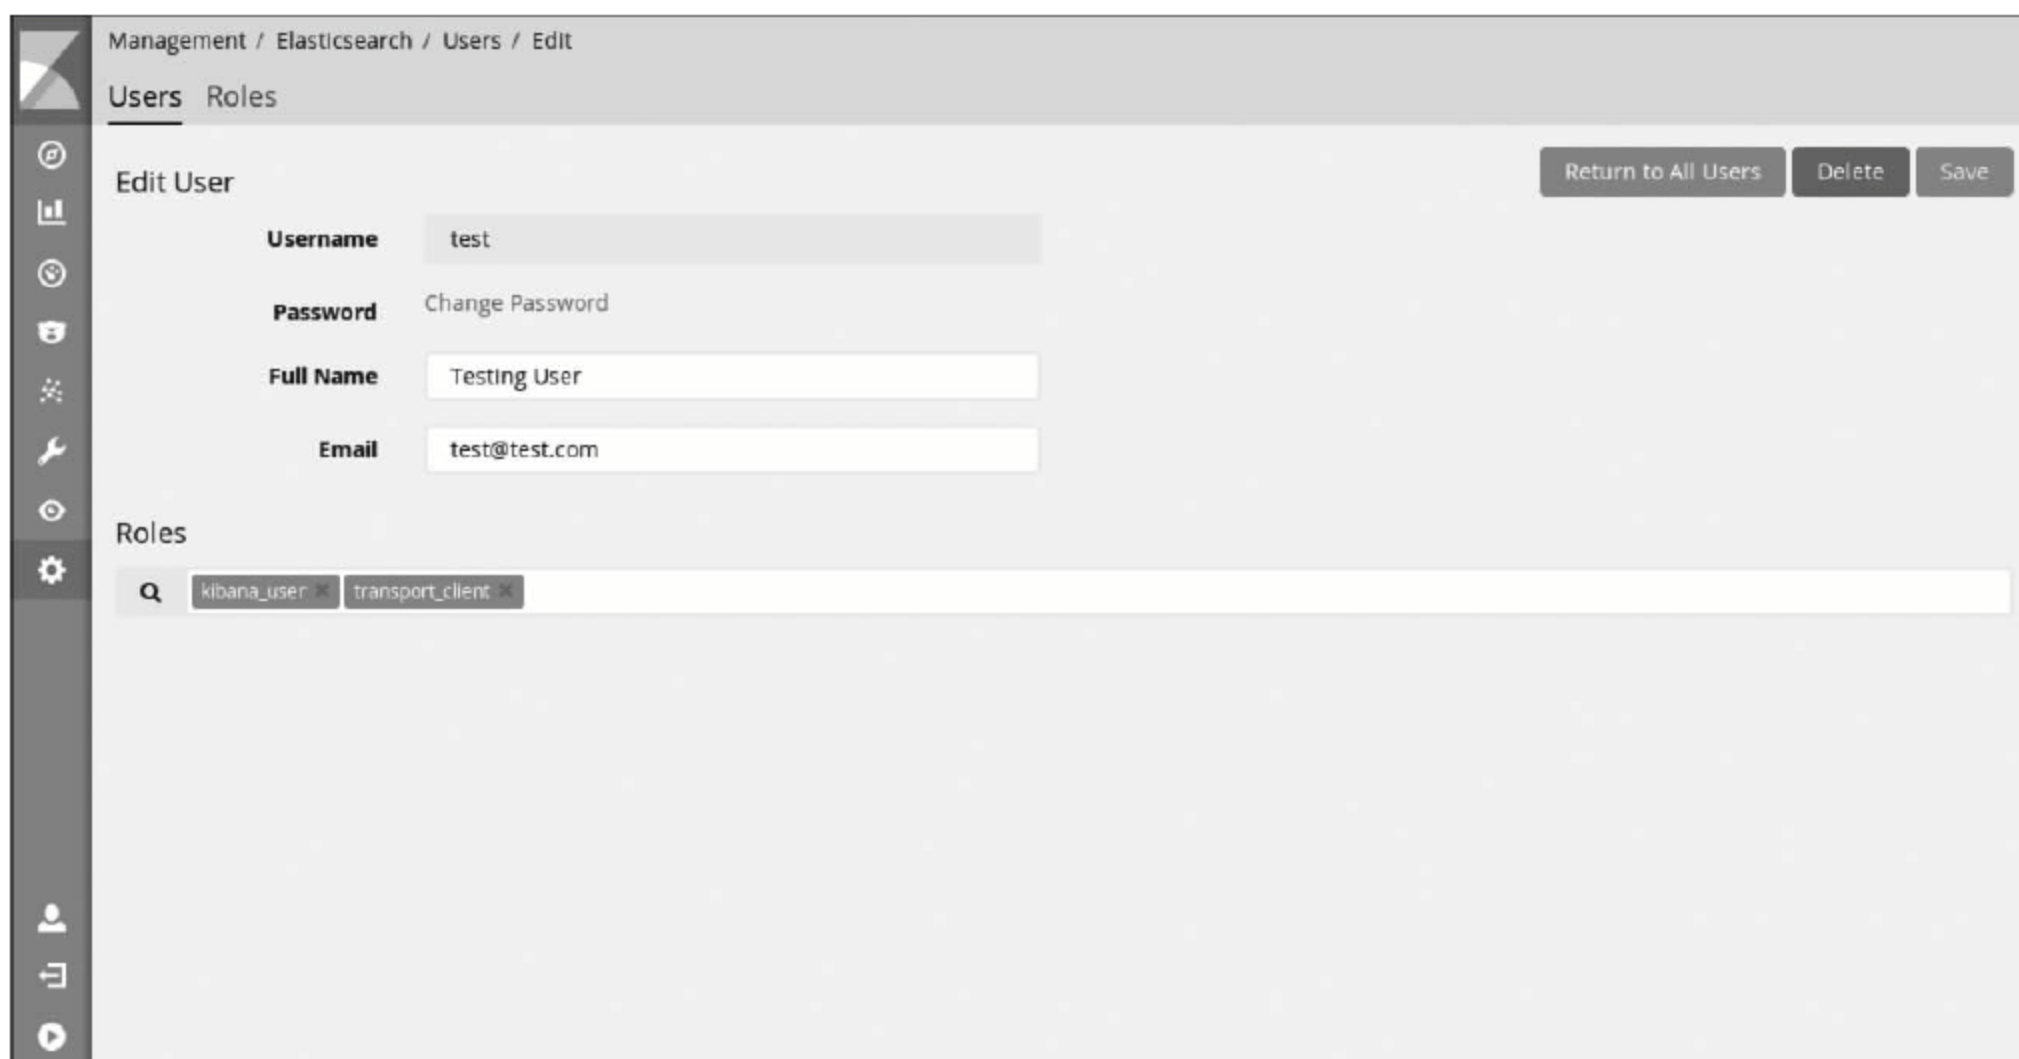 Management / Elasticsearch / Users / Edit
Users Roles
Edit User
Return to All Users Delete Save
Username test
Password Change Password
Full Name Testing User
Email test@test.com
Roles
kibana_user × transport_client ×